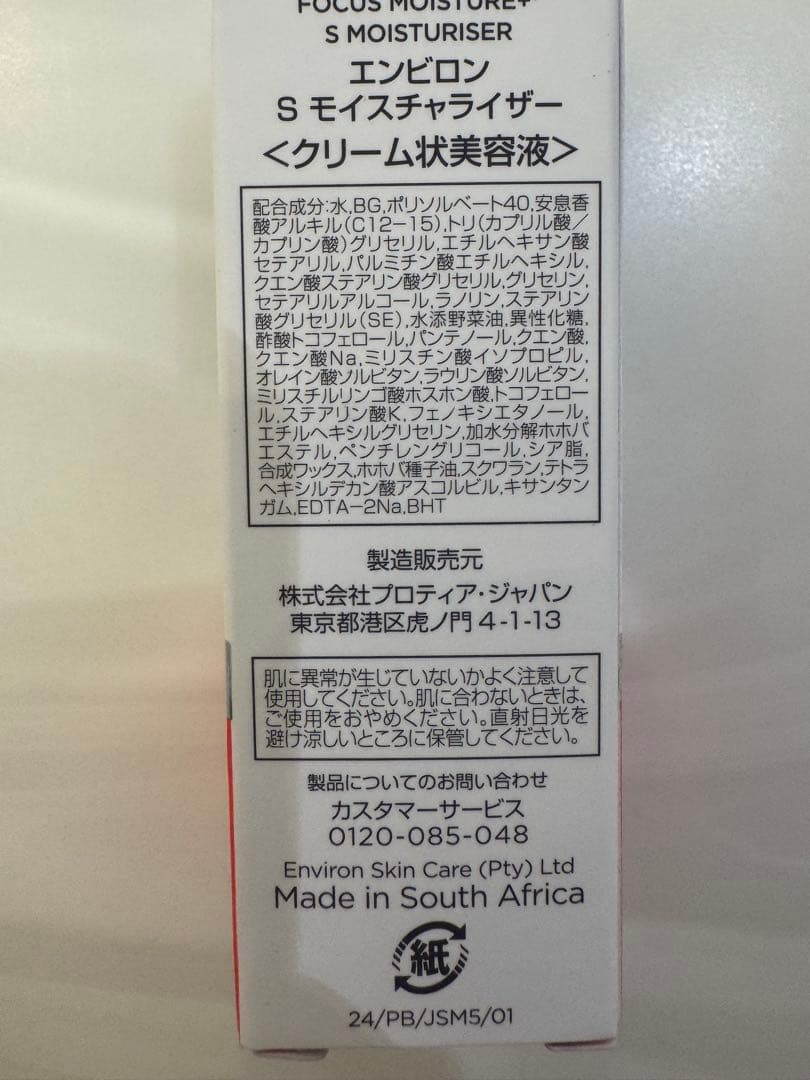 FOCUS MOISTURE+
S MOISTURISER
エンビロン
S モイスチャライザー
<クリーム状美容液>
配合成分:水,BG,ポリソルベート40,安息香
酸アルキル(C12-15),トリ(カプリル酸/
カプリン酸)グリセリル,エチルヘキサン酸
セテアリル,パルミチン酸エチルヘキシル,
クエン酸ステアリン酸グリセリル,グリセリン,
セテアリルアルコール,ラノリン,ステアリン
酸グリセリル(SE),水添野菜油,異性化糖,
酢酸トコフェロール,パンテノール,クエン酸,
クエン酸Na,ミリスチン酸イソプロピル,
オレイン酸ソルビタン,ラウリン酸ソルビタン,
ミリスチルリンゴ酸ホスホン酸,トコフェロー
ル,ステアリン酸K,フェノキシエタノール,
エチルヘキシルグリセリン,加水分解ホホバ
エステル,ペンチレングリコール,シア脂,
合成ワックス,ホホバ種子油,スクワラン,テトラ
ヘキシルデカン酸アスコルビル,キサンタン
ガム,EDTA-2Na,BHT
製造販売元
株式会社プロティア・ジャパン
東京都港区虎ノ門 4-1-13
肌に異常が生じていないかよく注意して
使用してください。肌に合わないときは、
ご使用をおやめください。直射日光を
避け涼しいところに保管してください。
製品についてのお問い合わせ
カスタマーサービス
0120-085-048
Environ Skin Care (Pty) Ltd
Made in South Africa
紙
24/PB/JSM5/01